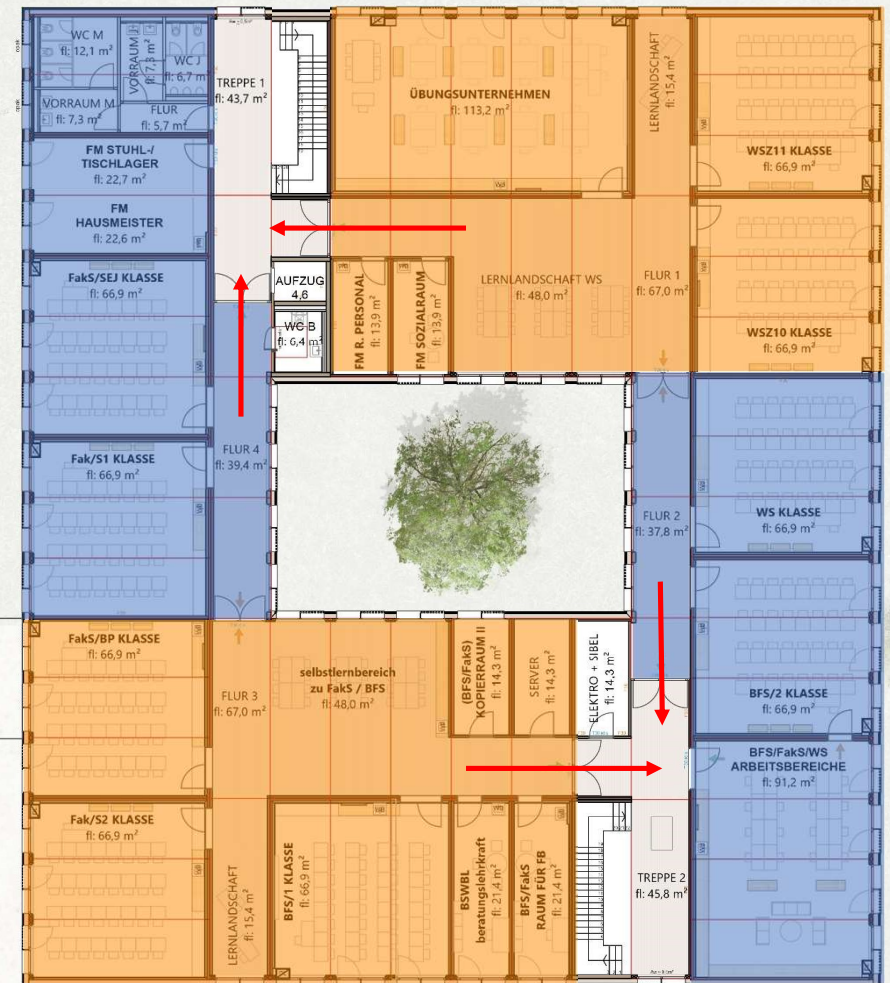 WC M
fl: 12,1 m²
VORRAUM J
fl: 7,3 m²
WC J
fl: 6,7 m²
VORRAUM M
fl: 7,3 m²
FLUR
fl: 5,7 m²
TREPPE 1
fl: 43,7 m²
ÜBUNGSUNTERNEHMEN
fl: 113,2 m²
LERNLANDSCHAFT
fl: 15,4 m²
WSZ11 KLASSE
fl: 66,9 m²
FM STUHL-/
TISCHLAGER
fl: 22,7 m²
FM
HAUSMEISTER
fl: 22,6 m²
FakS/SEJ KLASSE
fl: 66,9 m²
AUFZUG
4,6
WC B
fl: 6,4 m²
FM R. PERSONAL
fl: 13,9 m²
FM SOZIALRAUM
fl: 13,9 m²
LERNLANDSCHAFT WS
fl: 48,0 m²
FLUR 1
fl: 67,0 m²
WSZ10 KLASSE
fl: 66,9 m²
FLUR 4
fl: 39,4 m²
Fak/S1 KLASSE
fl: 66,9 m²
FLUR 2
fl: 37,8 m²
WS KLASSE
fl: 66,9 m²
FakS/BP KLASSE
fl: 66,9 m²
FLUR 3
fl: 67,0 m²
selbstlernbereich
zu FakS / BFS
fl: 48,0 m²
(BFS/FakS)
KOPIERRAUM II
fl: 14,3 m²
SERVER
fl: 14,3 m²
ELEKTRO + SIBEL
fl: 14,3 m²
BFS/2 KLASSE
fl: 66,9 m²
BFS/FakS/WS
ARBEITSBEREICHE
fl: 91,2 m²
Fak/S2 KLASSE
fl: 66,9 m²
LERNLANDSCHAFT
fl: 15,4 m²
BFS/1 KLASSE
fl: 66,9 m²
BSWBL
beratungslehrkraft
fl: 21,4 m²
BFS/FakS
RAUM FÜR FB
fl: 21,4 m²
TREPPE 2
fl: 45,8 m²